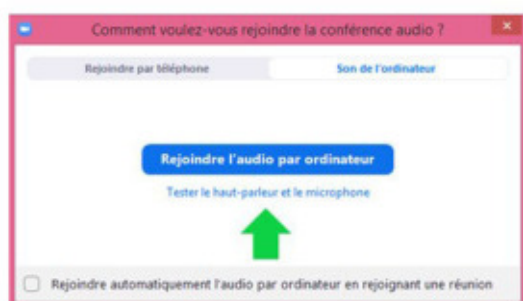 Comment voulez-vous rejoindre la conférence audio ?
Rejoindre par téléphone
Son de l'ordinateur
Rejoindre l'audio par ordinateur
Tester le haut-parleur et le microphone
Rejoindre automatiquement l'audio par ordinateur en rejoignant une réunion